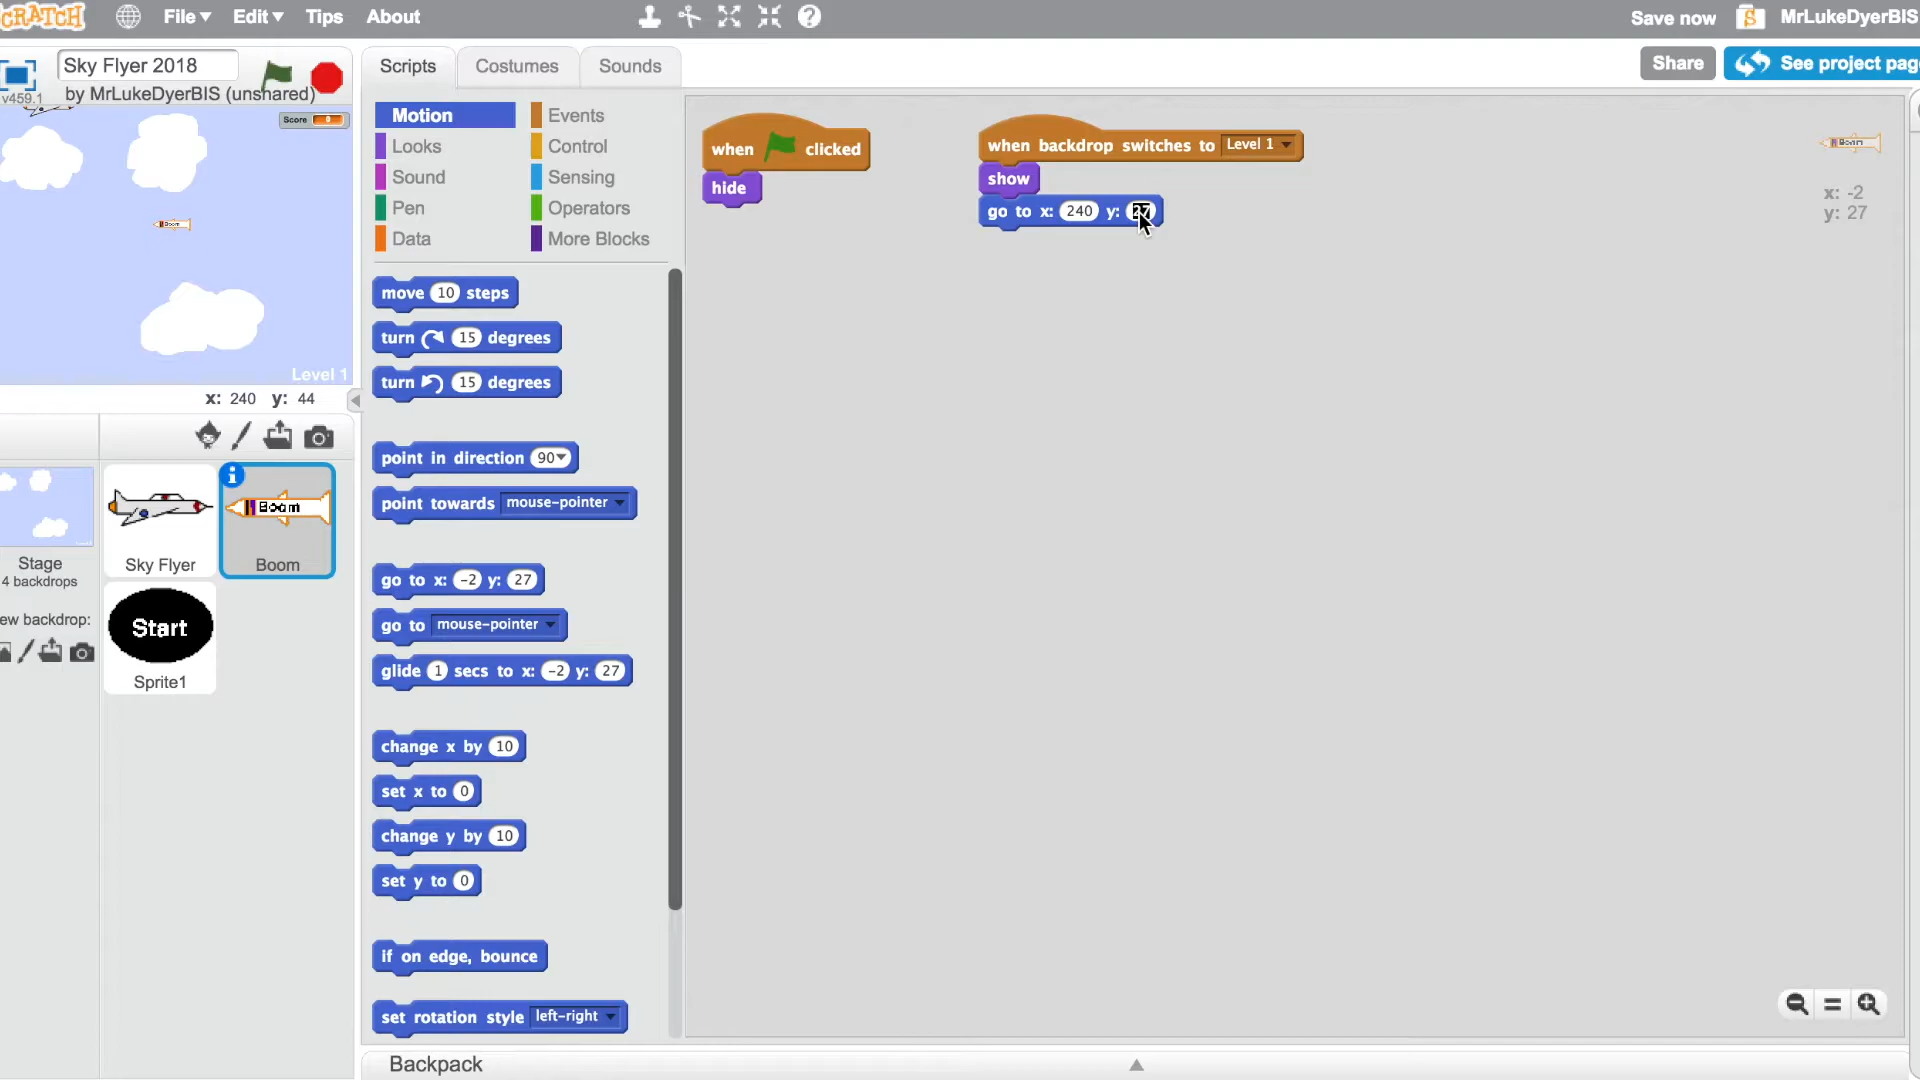 SCRATCH File Edit Tips About Save now MrLukeDyerBIS
Sky Flyer 2018
v459.1 by MrLukeDyerBIS (unshared)
Scripts Costumes Sounds
Share See project page
Score 0
Boom
Level 1
x: 240 y: 44
Stage
4 backdrops
ew backdrop:
Sky Flyer
Boom
Boom
Start
Sprite1
Motion Events
Looks Control
Sound Sensing
Pen Operators
Data More Blocks
move 10 steps
turn 15 degrees
turn 15 degrees
point in direction 90
point towards mouse-pointer
go to x: -2 y: 27
go to mouse-pointer
glide 1 secs to x: -2 y: 27
change x by 10
set x to 0
change y by 10
set y to 0
if on edge, bounce
set rotation style left-right
when clicked
hide
when backdrop switches to Level 1
show
go to x: 240 y: 27
Boom
x: -2
y: 27
Backpack